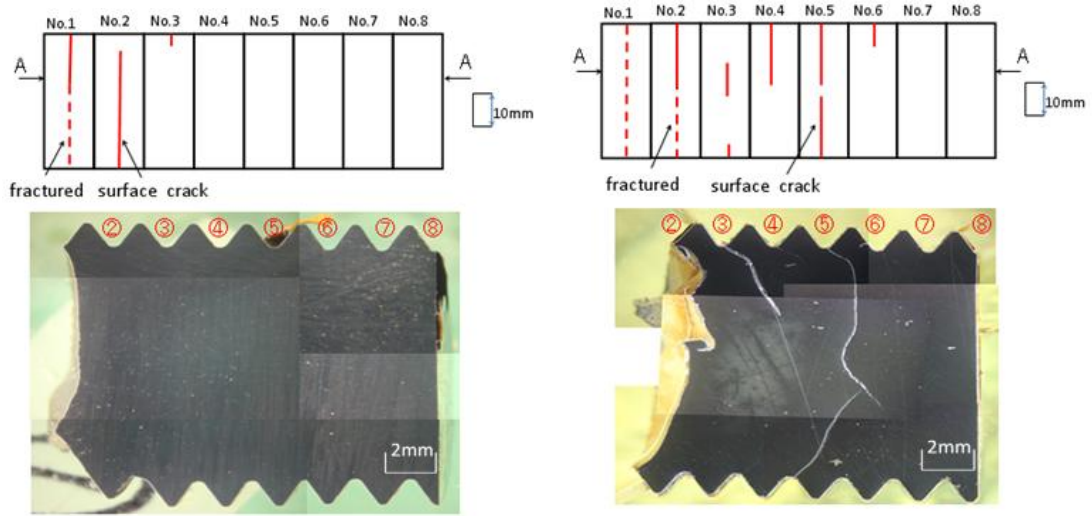 No.1 No.2 No.3 No.4 No.5 No.6 No.7 No.8
A A
10mm
fractured surface crack
② ③ ④ ⑤ ⑥ ⑦ ⑧
2mm
No.1 No.2 No.3 No.4 No.5 No.6 No.7 No.8
A A
10mm
fractured surface crack
② ③ ④ ⑤ ⑥ ⑦ ⑧
2mm